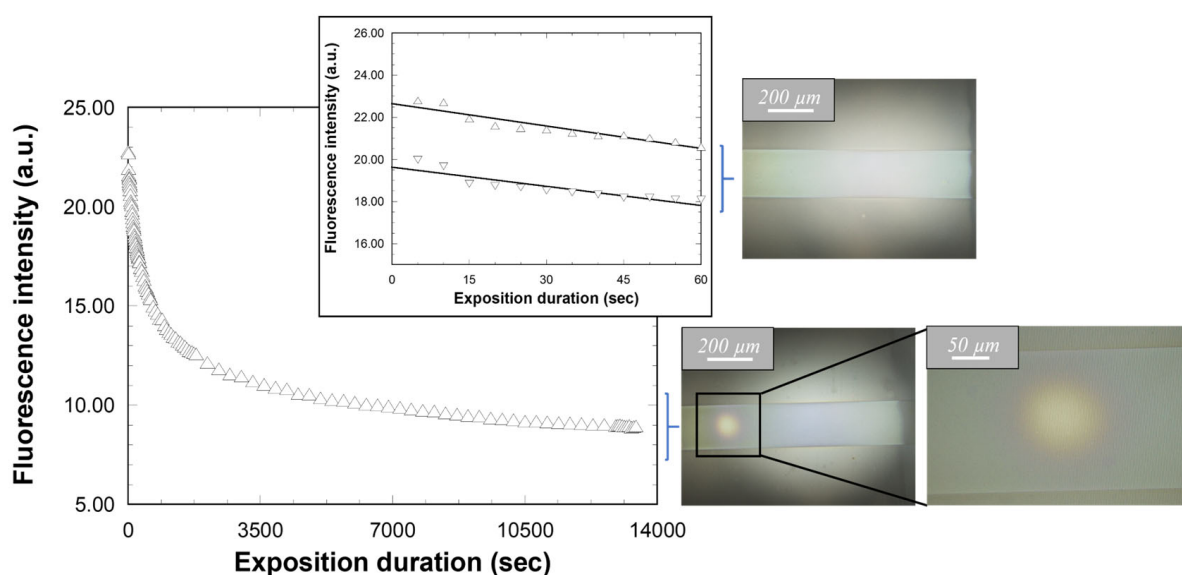 26.00
24.00
22.00
20.00
18.00
16.00
Fluorescence intensity (a.u.)
0 15 30 45 60
Exposition duration (sec)
25.00
20.00
15.00
10.00
5.00
Fluorescence intensity (a.u.)
0 3500 7000 10500 14000
Exposition duration (sec)
200 µm
200 µm
50 µm